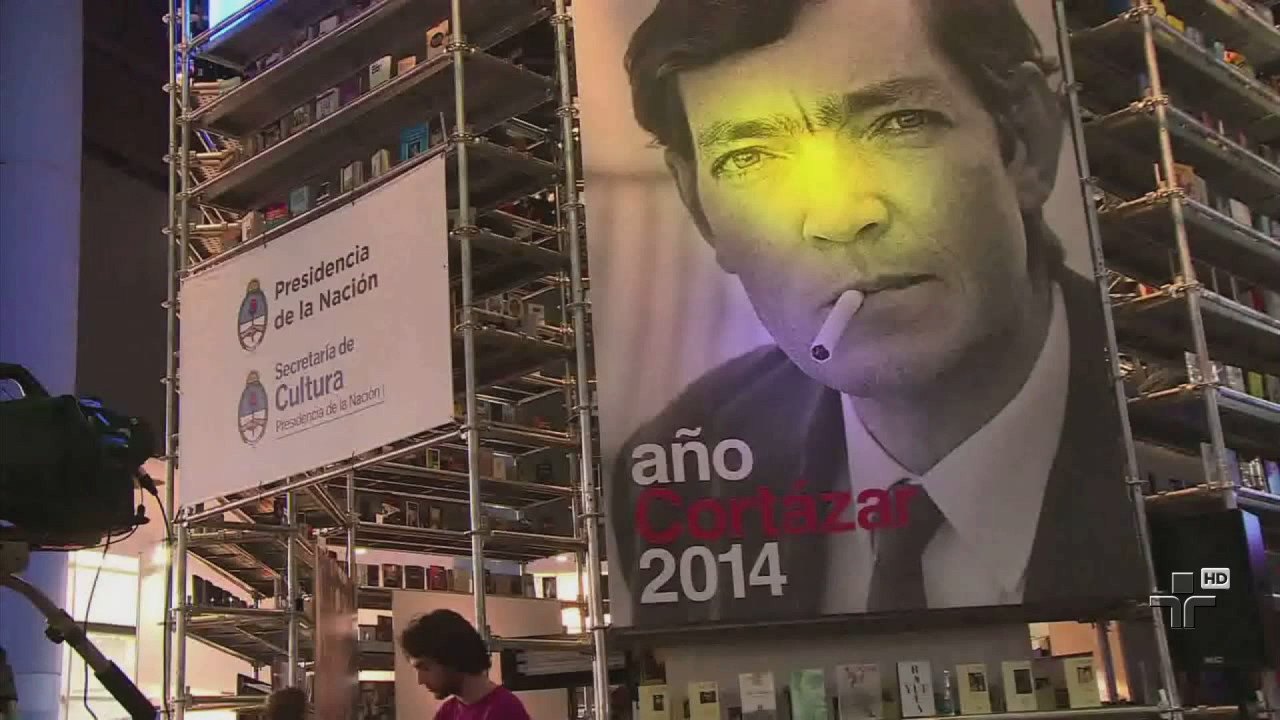 Presidencia
de la Nación
Secretaría de
Cultura
Presidencia de la Nación
año
Cortázar
2014
HD